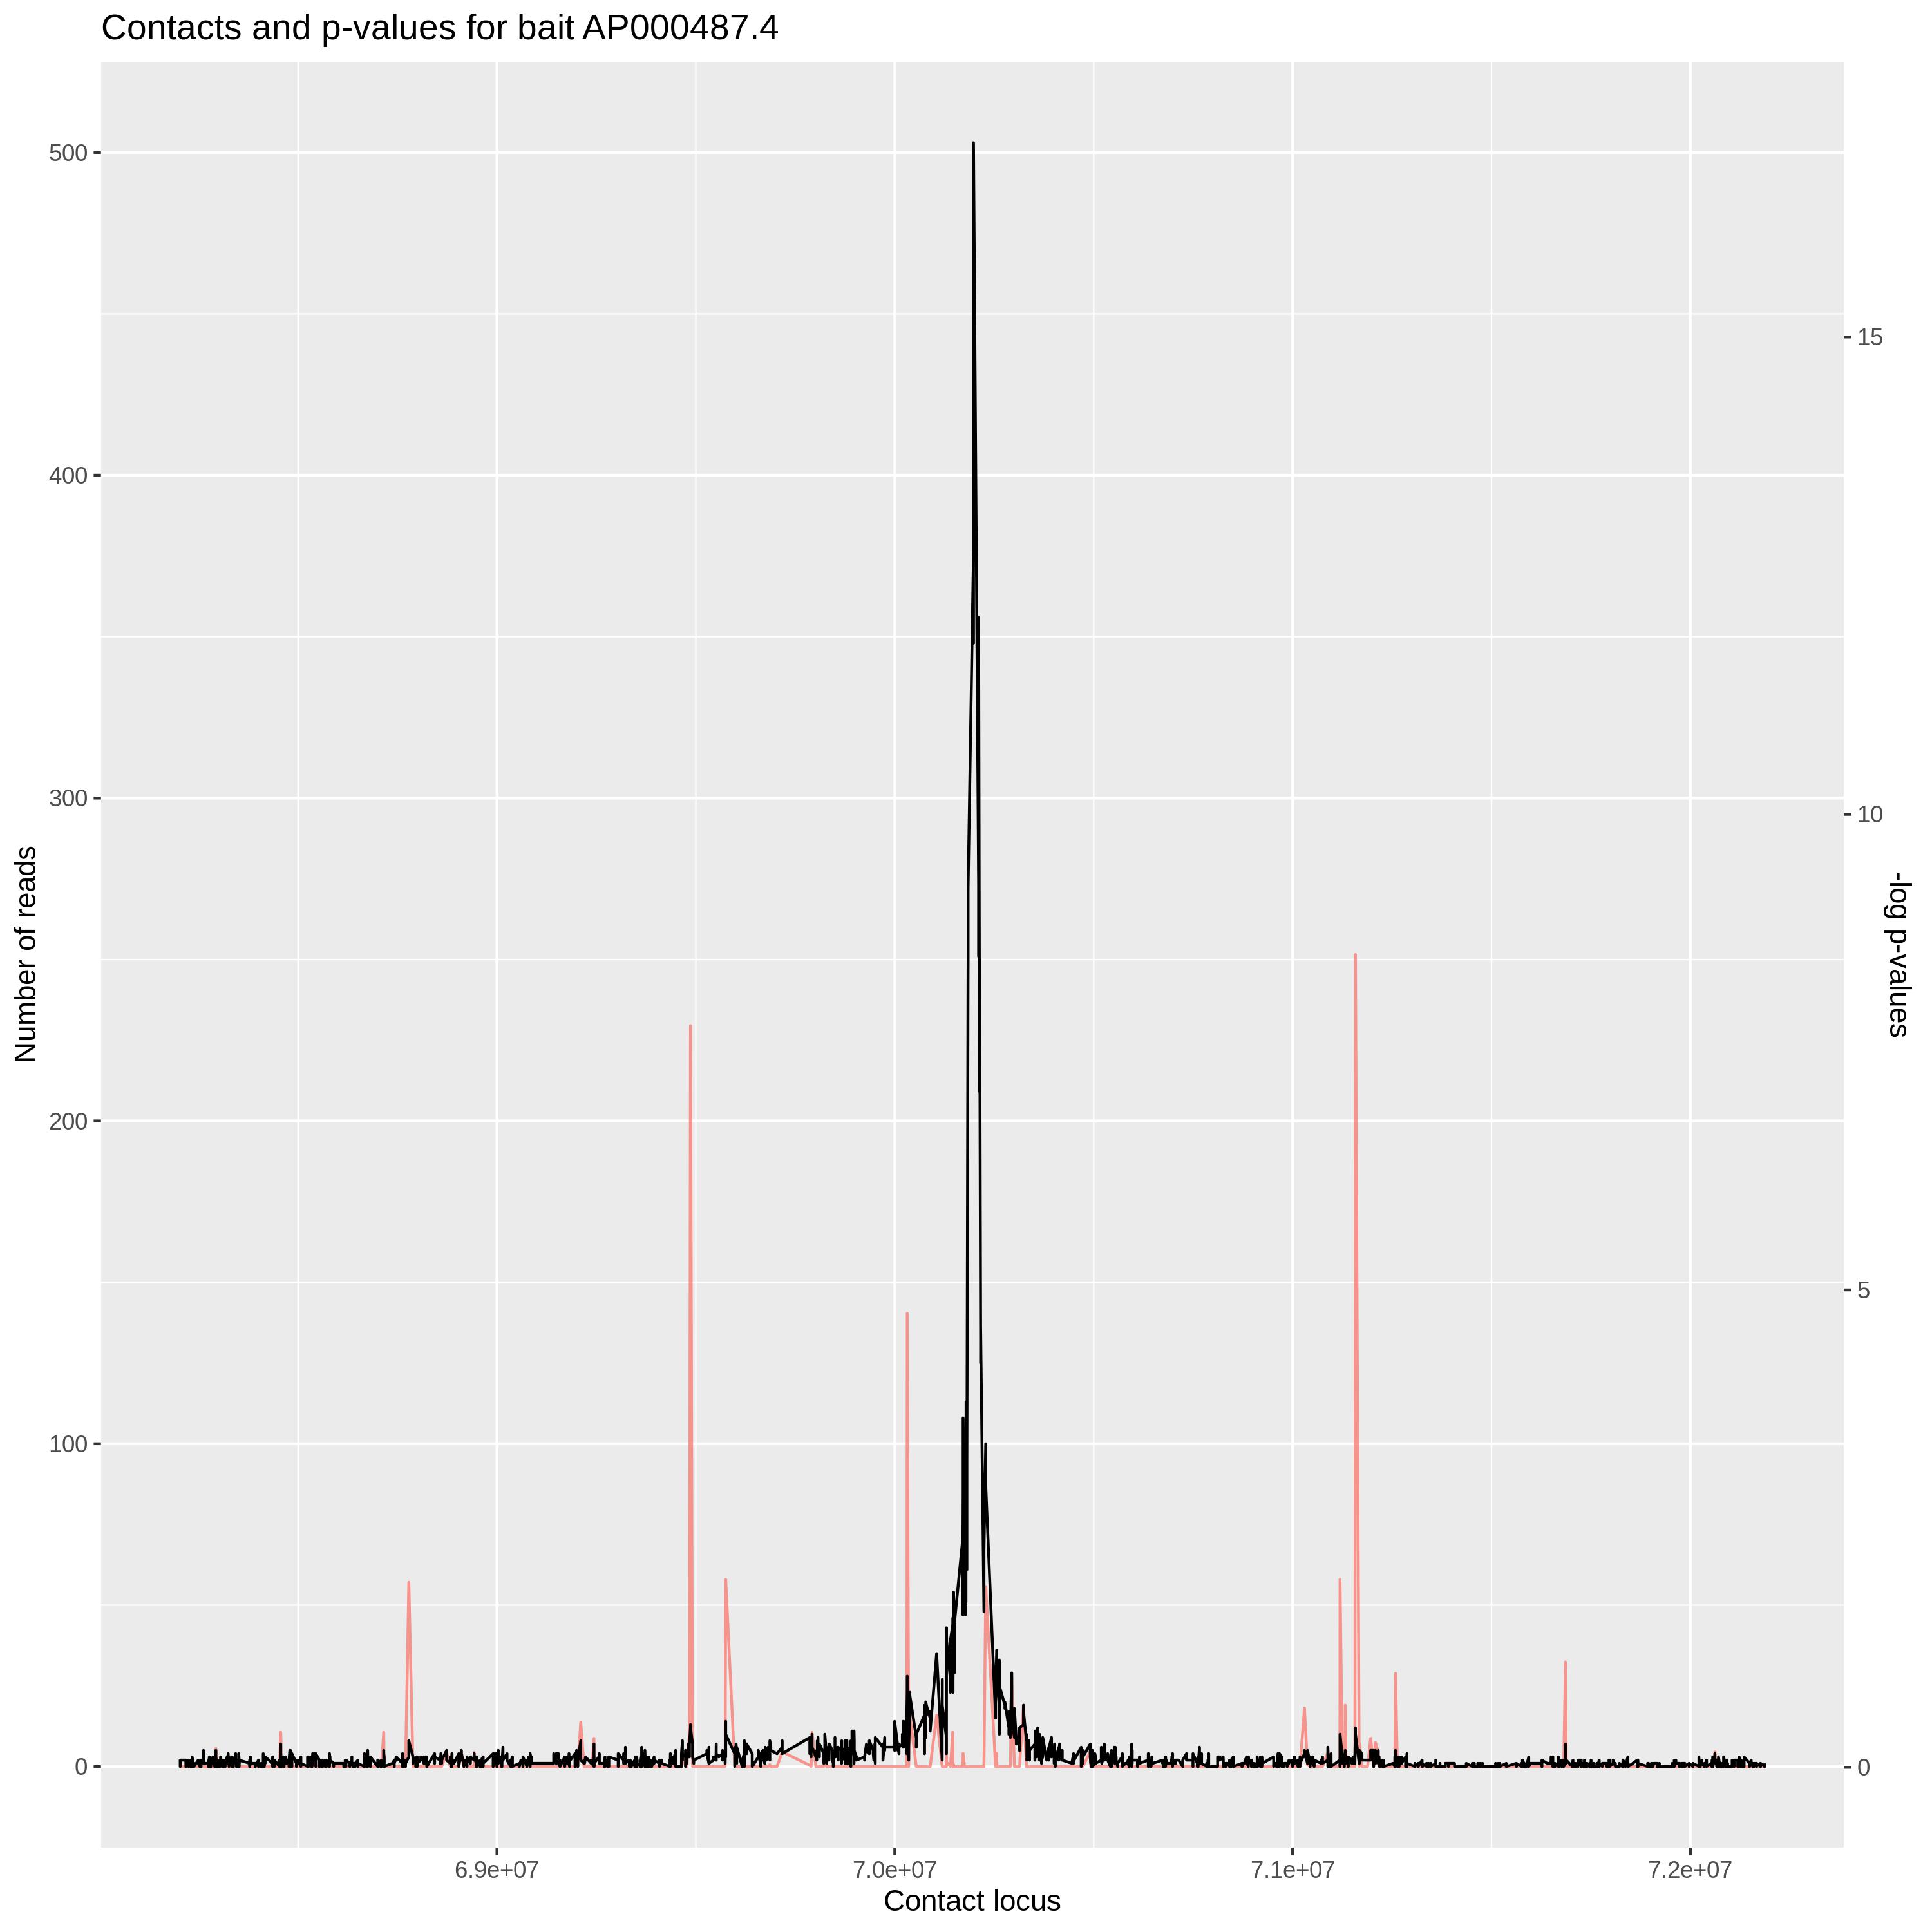 Contacts and p-values for bait AP000487.4
500
400
300
200
100
0
15
10
5
0
Number of reads
-log p-values
6.9e+07
7.0e+07
7.1e+07
7.2e+07
Contact locus